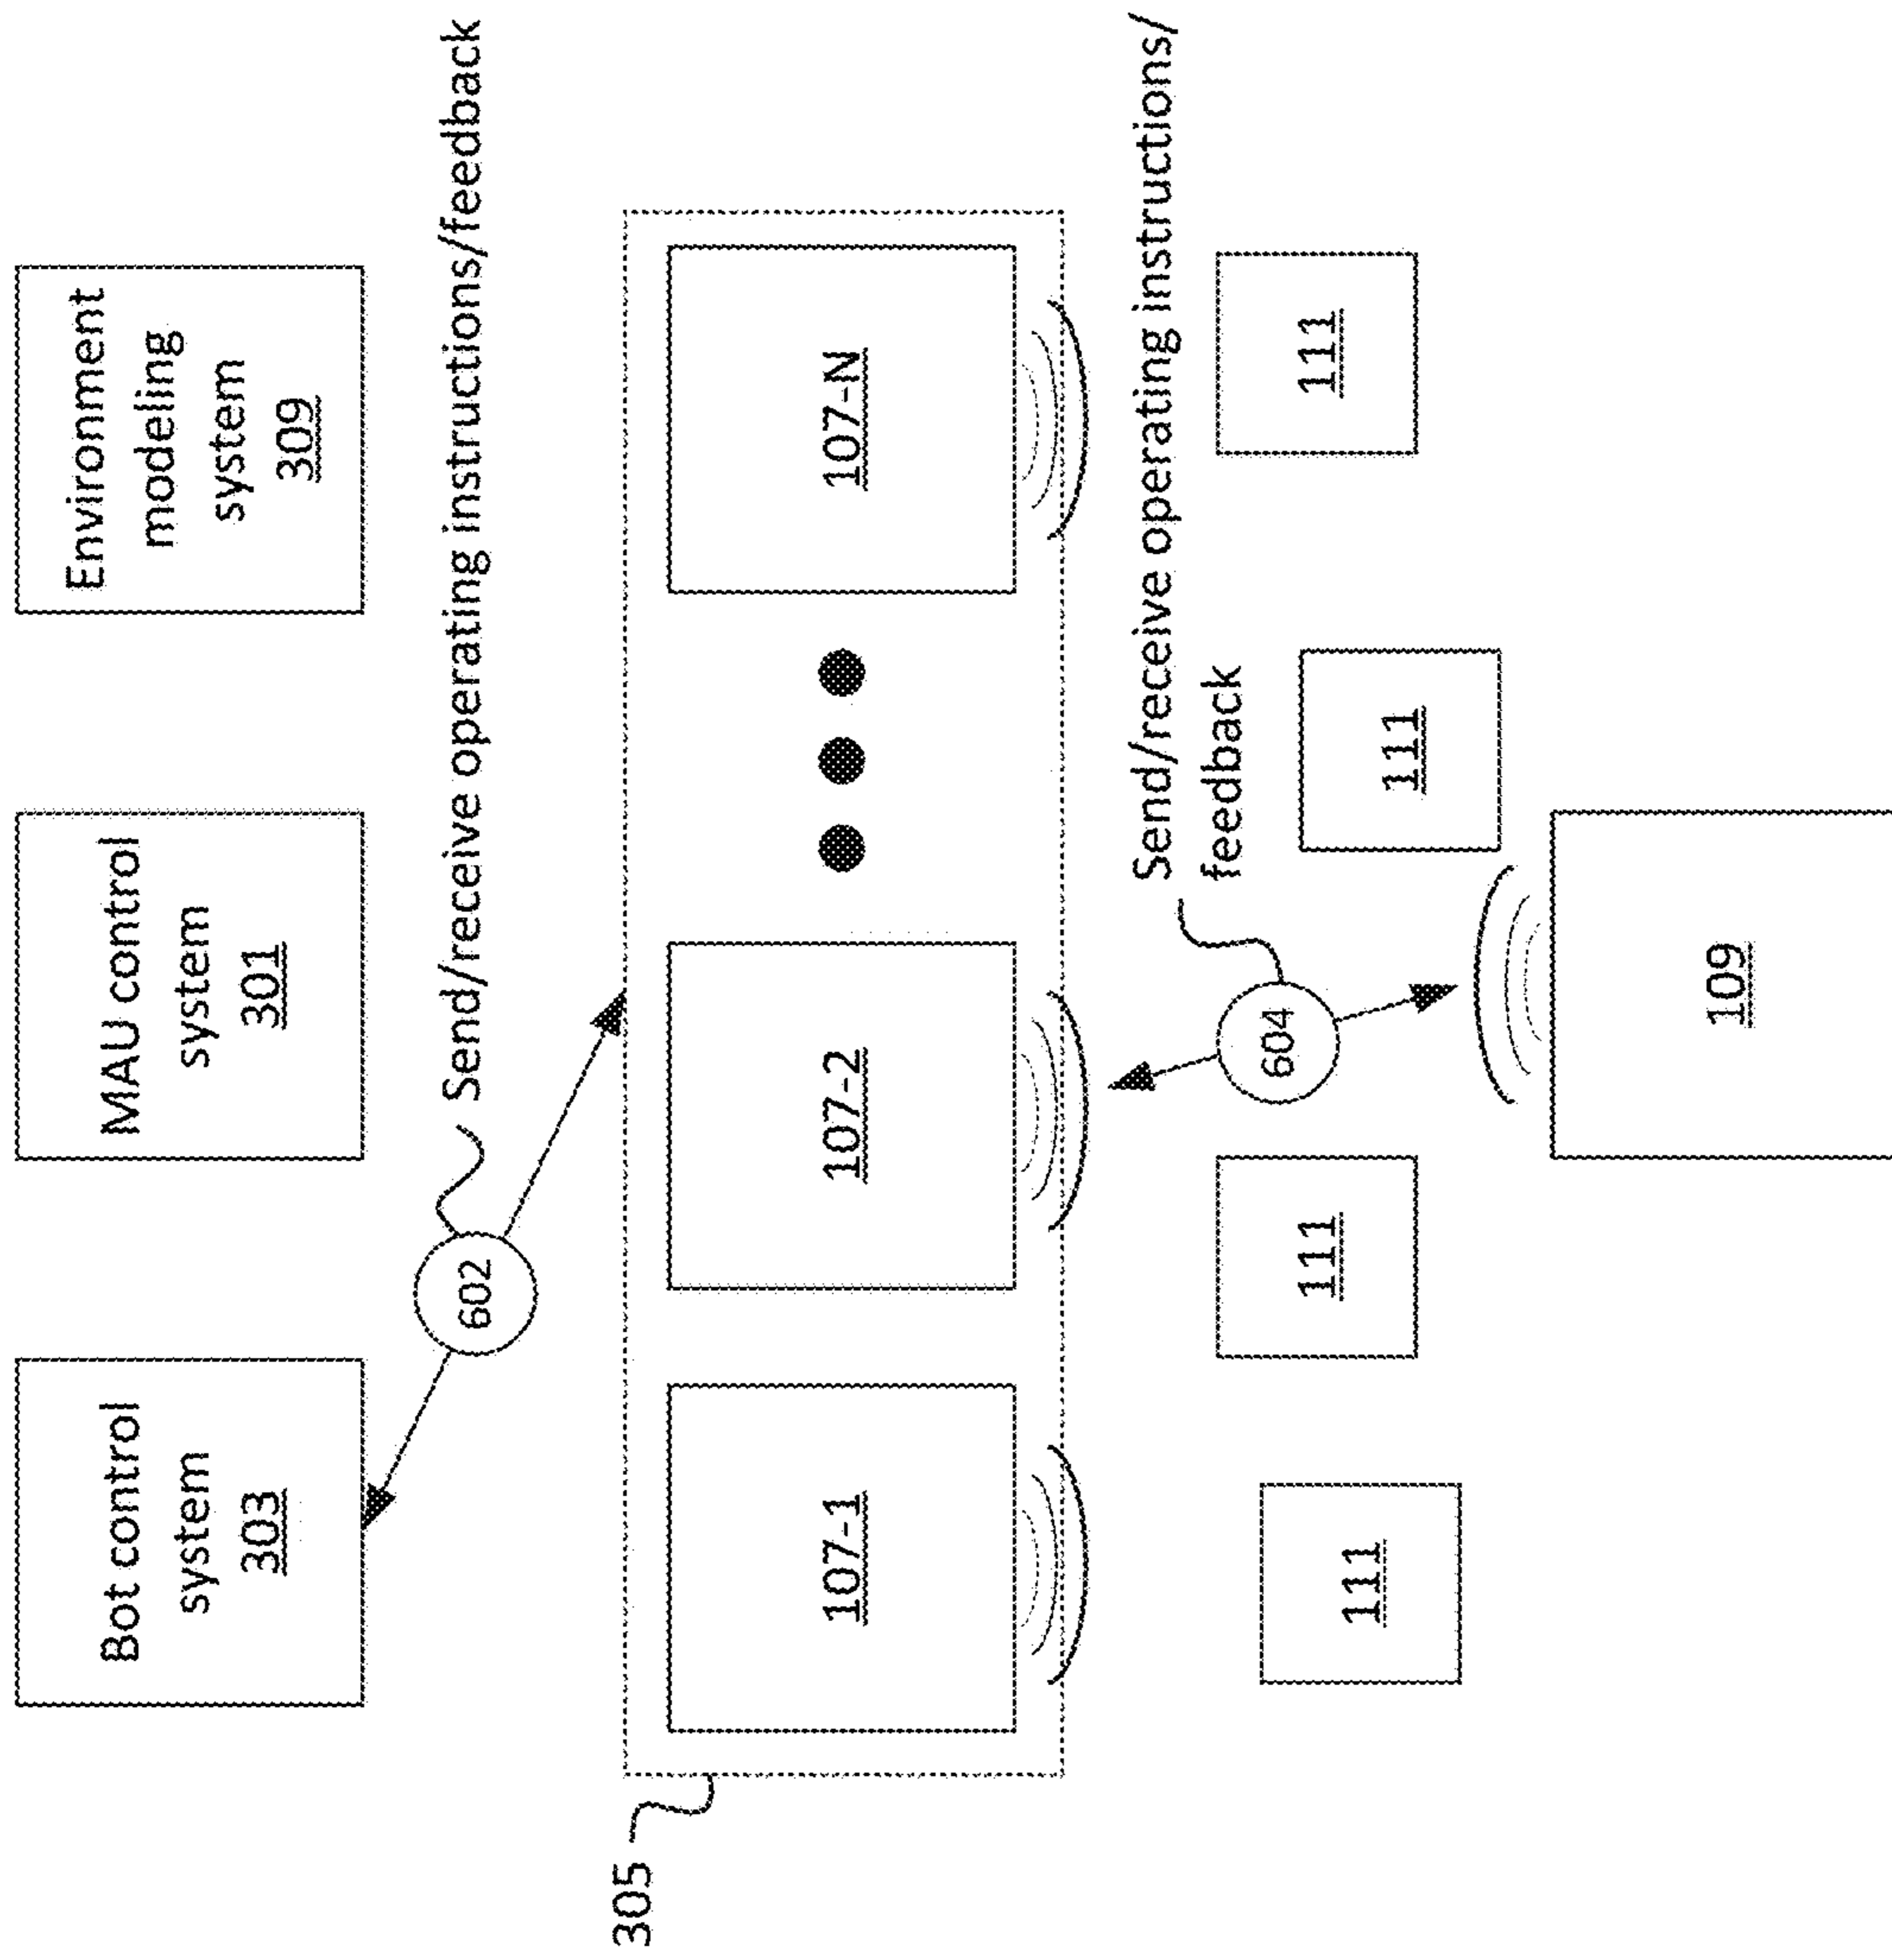 Bot control
system
303
MAU control
system
301
Environment
modeling
system
309
602
Send/receive operating instructions/feedback
305
107-1
107-2
107-N
604
Send/receive operating instructions/
feedback
111
111
111
111
109